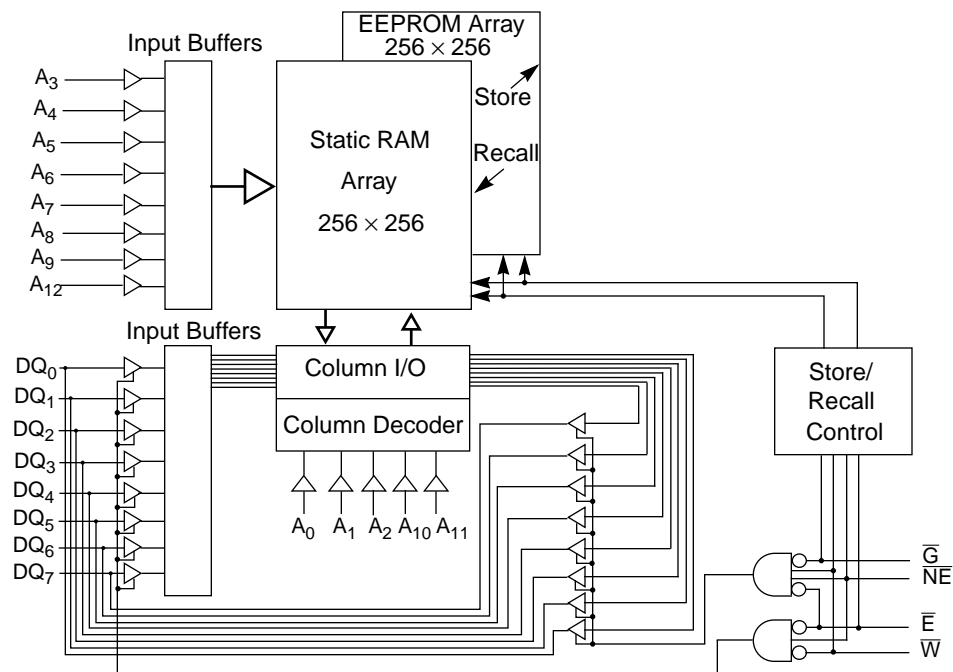 EEPROM Array
256 × 256
Input Buffers
A3
A4
A5
A6
A7
A8
A9
A12
Static RAM
Array
256 × 256
Store
Recall
Input Buffers
DQ0
DQ1
DQ2
DQ3
DQ4
DQ5
DQ6
DQ7
Column I/O
Column Decoder
A0
A1
A2
A10
A11
Store/
Recall
Control
G̅
N̅E̅
E̅
W̅